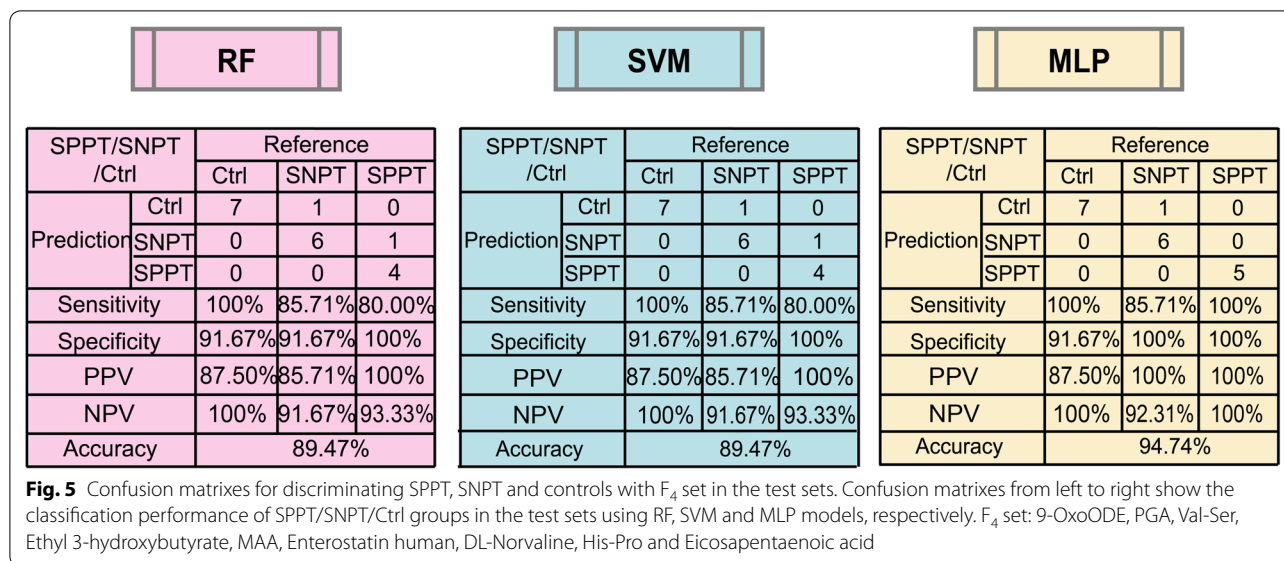 RF
SVM
MLP
SPPT/SNPT /Ctrl
Reference
Ctrl SNPT SPPT
Prediction
Ctrl 7 1 0
SNPT 0 6 1
SPPT 0 0 4
Sensitivity 100% 85.71% 80.00%
Specificity 91.67% 91.67% 100%
PPV 87.50% 85.71% 100%
NPV 100% 91.67% 93.33%
Accuracy 89.47%
SPPT/SNPT /Ctrl
Reference
Ctrl SNPT SPPT
Prediction
Ctrl 7 1 0
SNPT 0 6 1
SPPT 0 0 4
Sensitivity 100% 85.71% 80.00%
Specificity 91.67% 91.67% 100%
PPV 87.50% 85.71% 100%
NPV 100% 91.67% 93.33%
Accuracy 89.47%
SPPT/SNPT /Ctrl
Reference
Ctrl SNPT SPPT
Prediction
Ctrl 7 1 0
SNPT 0 6 0
SPPT 0 0 5
Sensitivity 100% 85.71% 100%
Specificity 91.67% 100% 100%
PPV 87.50% 100% 100%
NPV 100% 92.31% 100%
Accuracy 94.74%
Fig. 5 Confusion matrixes for discriminating SPPT, SNPT and controls with F₄ set in the test sets. Confusion matrixes from left to right show the
classification performance of SPPT/SNPT/Ctrl groups in the test sets using RF, SVM and MLP models, respectively. F₄ set: 9-OxoODE, PGA, Val-Ser,
Ethyl 3-hydroxybutyrate, MAA, Enterostatin human, DL-Norvaline, His-Pro and Eicosapentaenoic acid